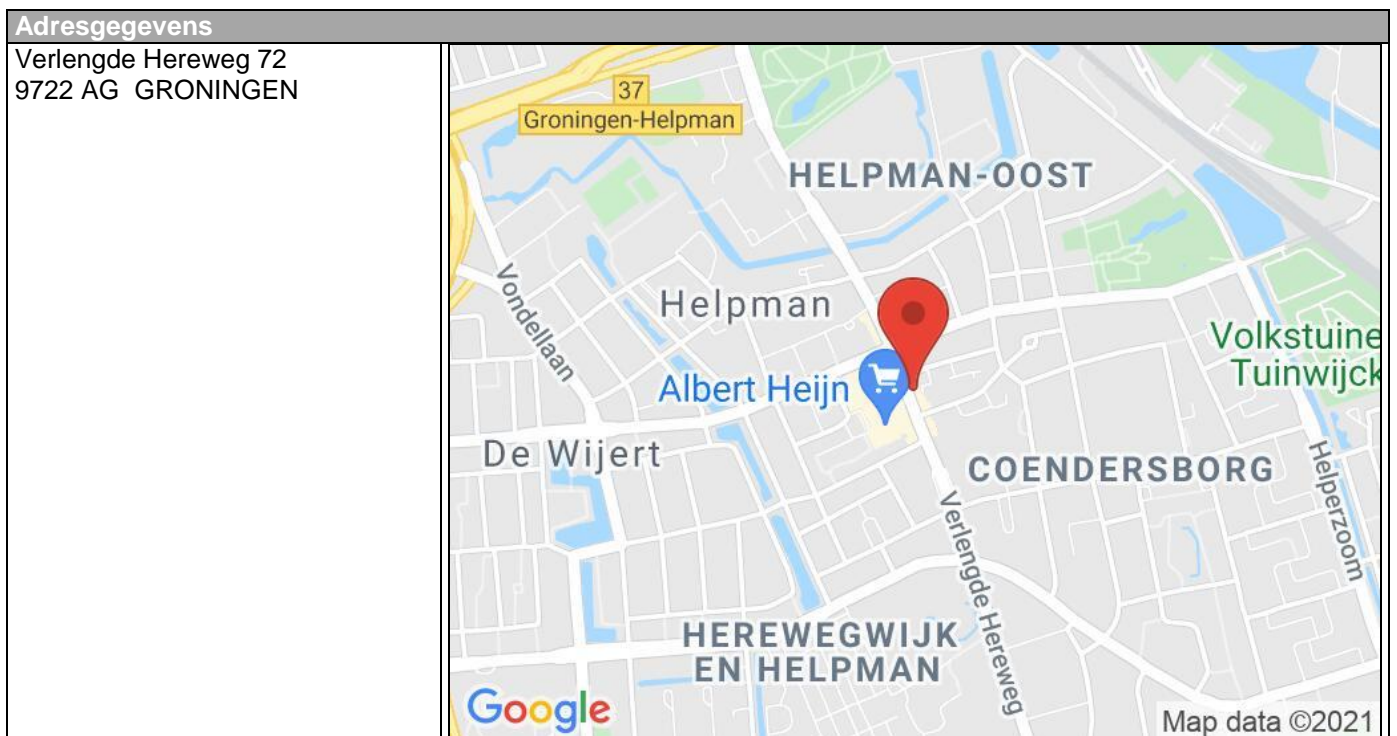 Adresgegevens
Verlengde Hereweg 72
9722 AG  GRONINGEN
37
Groningen-Helpman
HELPMAN-OOST
Vondellaan
Helpman
Volkstuine
Tuinwijck
Albert Heijn
De Wijert
COENDERSBORG
Helperzoom
Verlengde Hereweg
HEREWEGWIJK
EN HELPMAN
Google
Map data ©2021